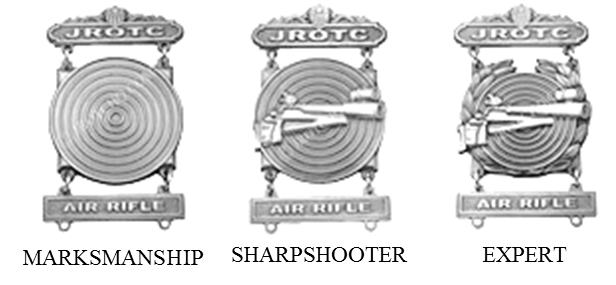 JROTC JROTC JROTC
AIR RIFLE AIR RIFLE AIR RIFLE
MARKSMANSHIP SHARPSHOOTER EXPERT